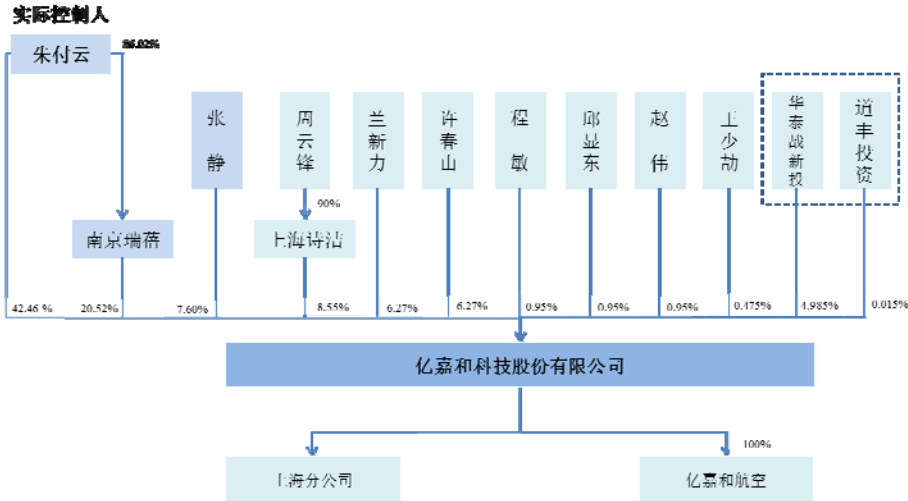 实际控制人
朱付云
86.02%
张静
周云锋
兰新力
许春山
程敏
邱显东
赵伟
王少劼
华泰战新投
道丰投资
90%
南京瑞蓓
上海诗洁
42.46 %
20.52%
7.60%
8.55%
6.27%
6.27%
0.95%
0.95%
0.95%
0.475%
4.985%
0.015%
亿嘉和科技股份有限公司
100%
上海分公司
亿嘉和航空